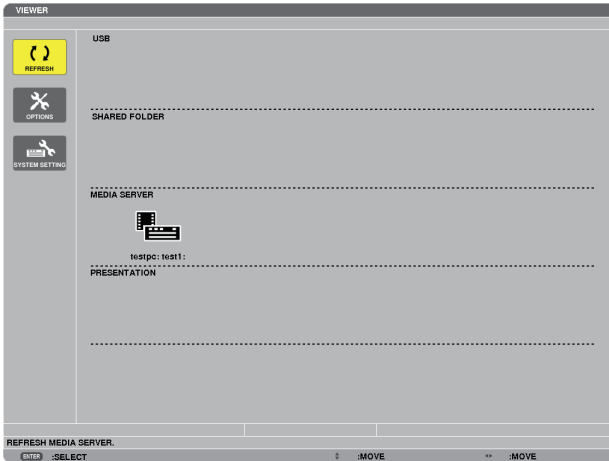 VIEWER
USB
REFRESH
OPTIONS
SHARED FOLDER
SYSTEM SETTING
MEDIA SERVER
testpc: test1:
PRESENTATION
REFRESH MEDIA SERVER.
ENTER :SELECT :MOVE :MOVE